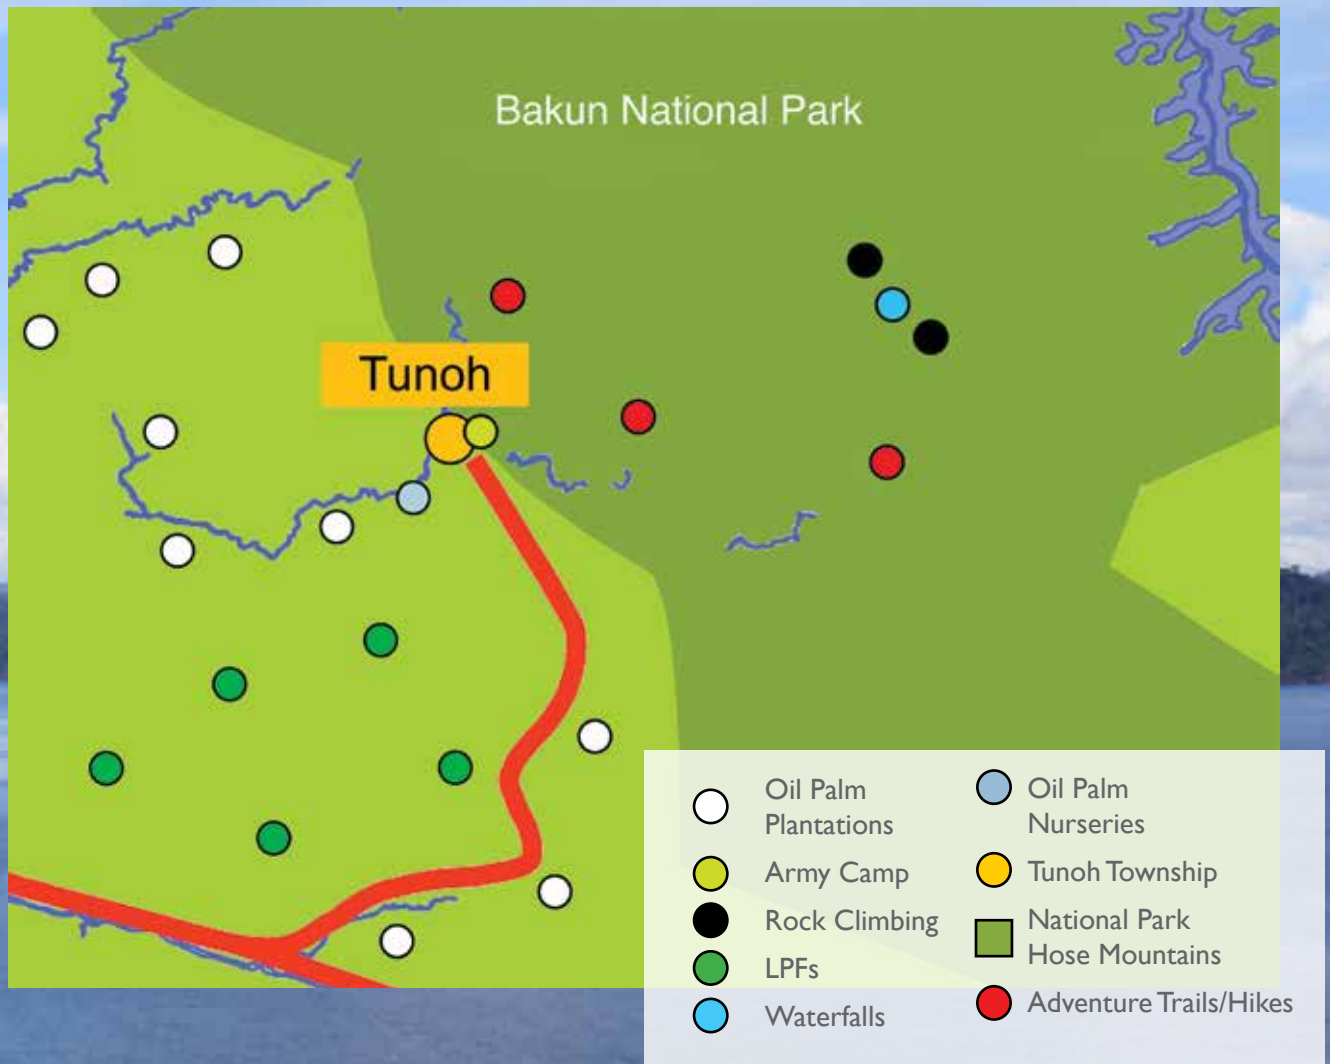 Bakun National Park
Tunoh
Oil Palm
Plantations
Army Camp
Rock Climbing
LPFs
Waterfalls
Oil Palm
Nurseries
Tunoh Township
National Park
Hose Mountains
Adventure Trails/Hikes